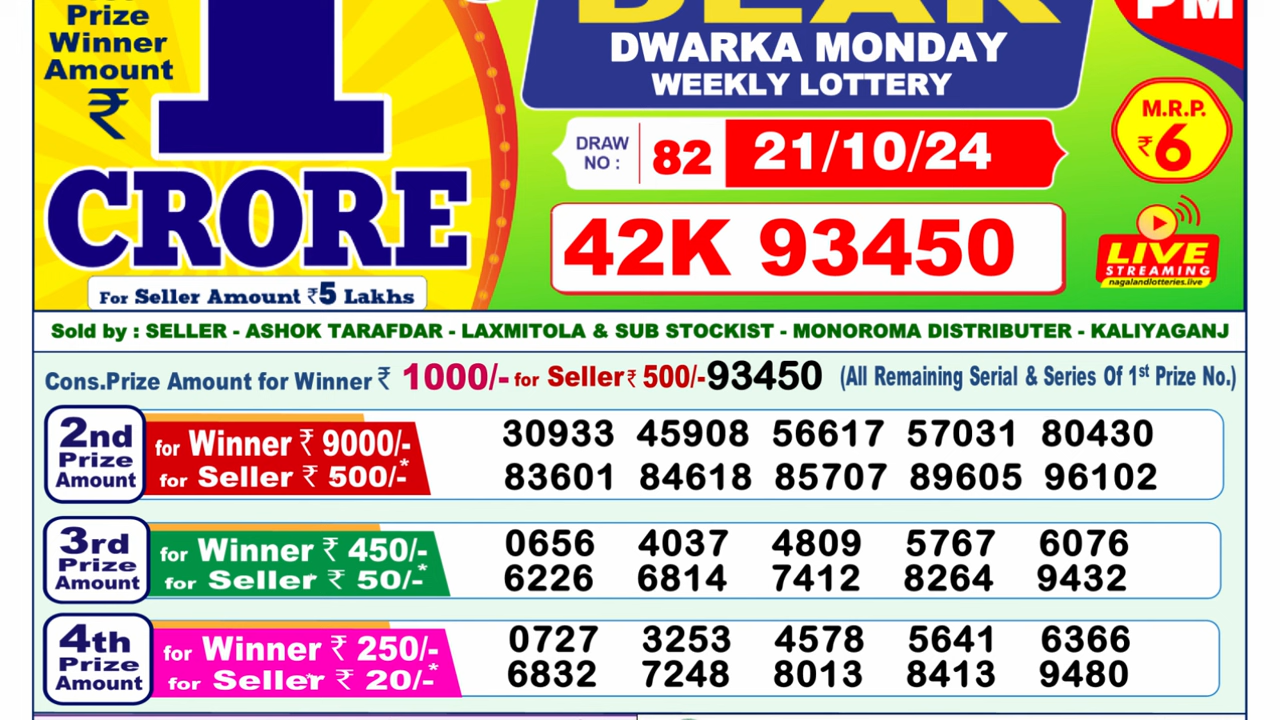 Prize
Winner
Amount
₹
1
CRORE
For Seller Amount ₹5 Lakhs
DEAR
DWARKA MONDAY
WEEKLY LOTTERY
PM
M.R.P.
₹6
DRAW
NO :
82
21/10/24
42K 93450
LIVE
STREAMING
nagalandlotteries.live
Sold by : SELLER - ASHOK TARAFDAR - LAXMITOLA & SUB STOCKIST - MONOROMA DISTRIBUTER - KALIYAGANJ
Cons.Prize Amount for Winner ₹ 1000/- for Seller ₹ 500/- 93450 (All Remaining Serial & Series Of 1st Prize No.)
2nd
Prize
Amount
for Winner ₹ 9000/-
for Seller ₹ 500/-*
30933 45908 56617 57031 80430
83601 84618 85707 89605 96102
3rd
Prize
Amount
for Winner ₹ 450/-
for Seller ₹ 50/-*
0656 4037 4809 5767 6076
6226 6814 7412 8264 9432
4th
Prize
Amount
for Winner ₹ 250/-
for Seller ₹ 20/-*
0727 3253 4578 5641 6366
6832 7248 8013 8413 9480